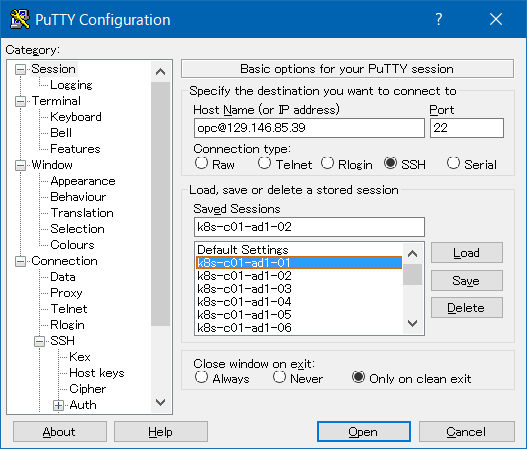 PuTTY Configuration
?
Category:
Session
Logging
Terminal
Keyboard
Bell
Features
Window
Appearance
Behaviour
Translation
Selection
Colours
Connection
Data
Proxy
Telnet
Rlogin
SSH
Kex
Host keys
Cipher
Auth
Basic options for your PuTTY session
Specify the destination you want to connect to
Host Name (or IP address) Port
opc@129.146.85.39 22
Connection type:
Raw Telnet Rlogin SSH Serial
Load, save or delete a stored session
Saved Sessions
k8s-c01-ad1-02
Default Settings
k8s-c01-ad1-01
k8s-c01-ad1-02
k8s-c01-ad1-03
k8s-c01-ad1-04
k8s-c01-ad1-05
k8s-c01-ad1-06
Load
Save
Delete
Close window on exit:
Always Never Only on clean exit
About Help Open Cancel